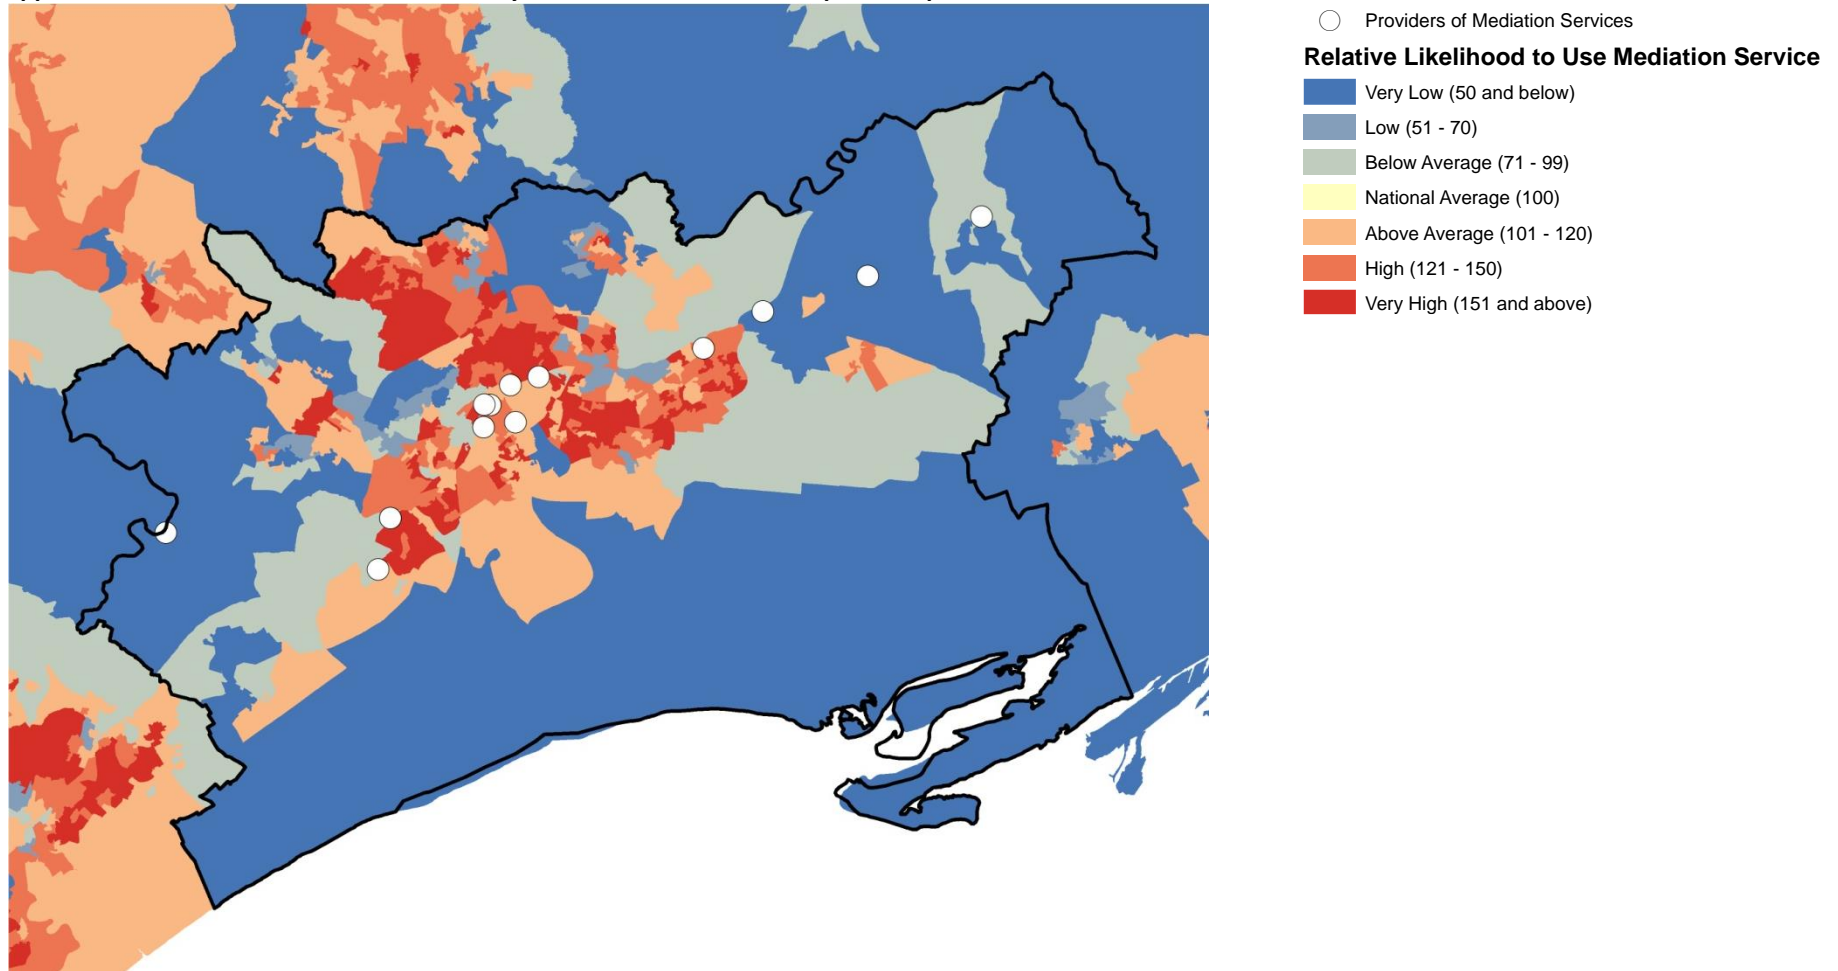 Providers of Mediation Services
Relative Likelihood to Use Mediation Service
Very Low (50 and below)
Low (51 - 70)
Below Average (71 - 99)
National Average (100)
Above Average (101 - 120)
High (121 - 150)
Very High (151 and above)